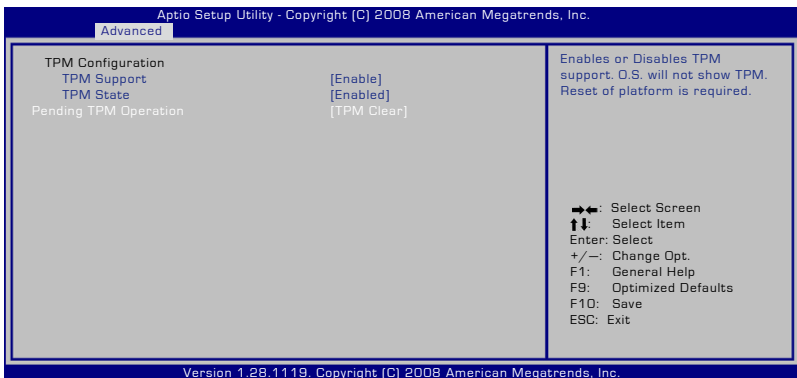 Aptio Setup Utility - Copyright (C) 2008 American Megatrends, Inc.
Advanced
TPM Configuration
TPM Support [Enable]
TPM State [Enabled]
Pending TPM Operation [TPM Clear]
Enables or Disables TPM
support. O.S. will not show TPM.
Reset of platform is required.
→←: Select Screen
↑↓: Select Item
Enter: Select
+/—: Change Opt.
F1: General Help
F9: Optimized Defaults
F10: Save
ESC: Exit
Version 1.28.1119. Copyright (C) 2008 American Megatrends, Inc.